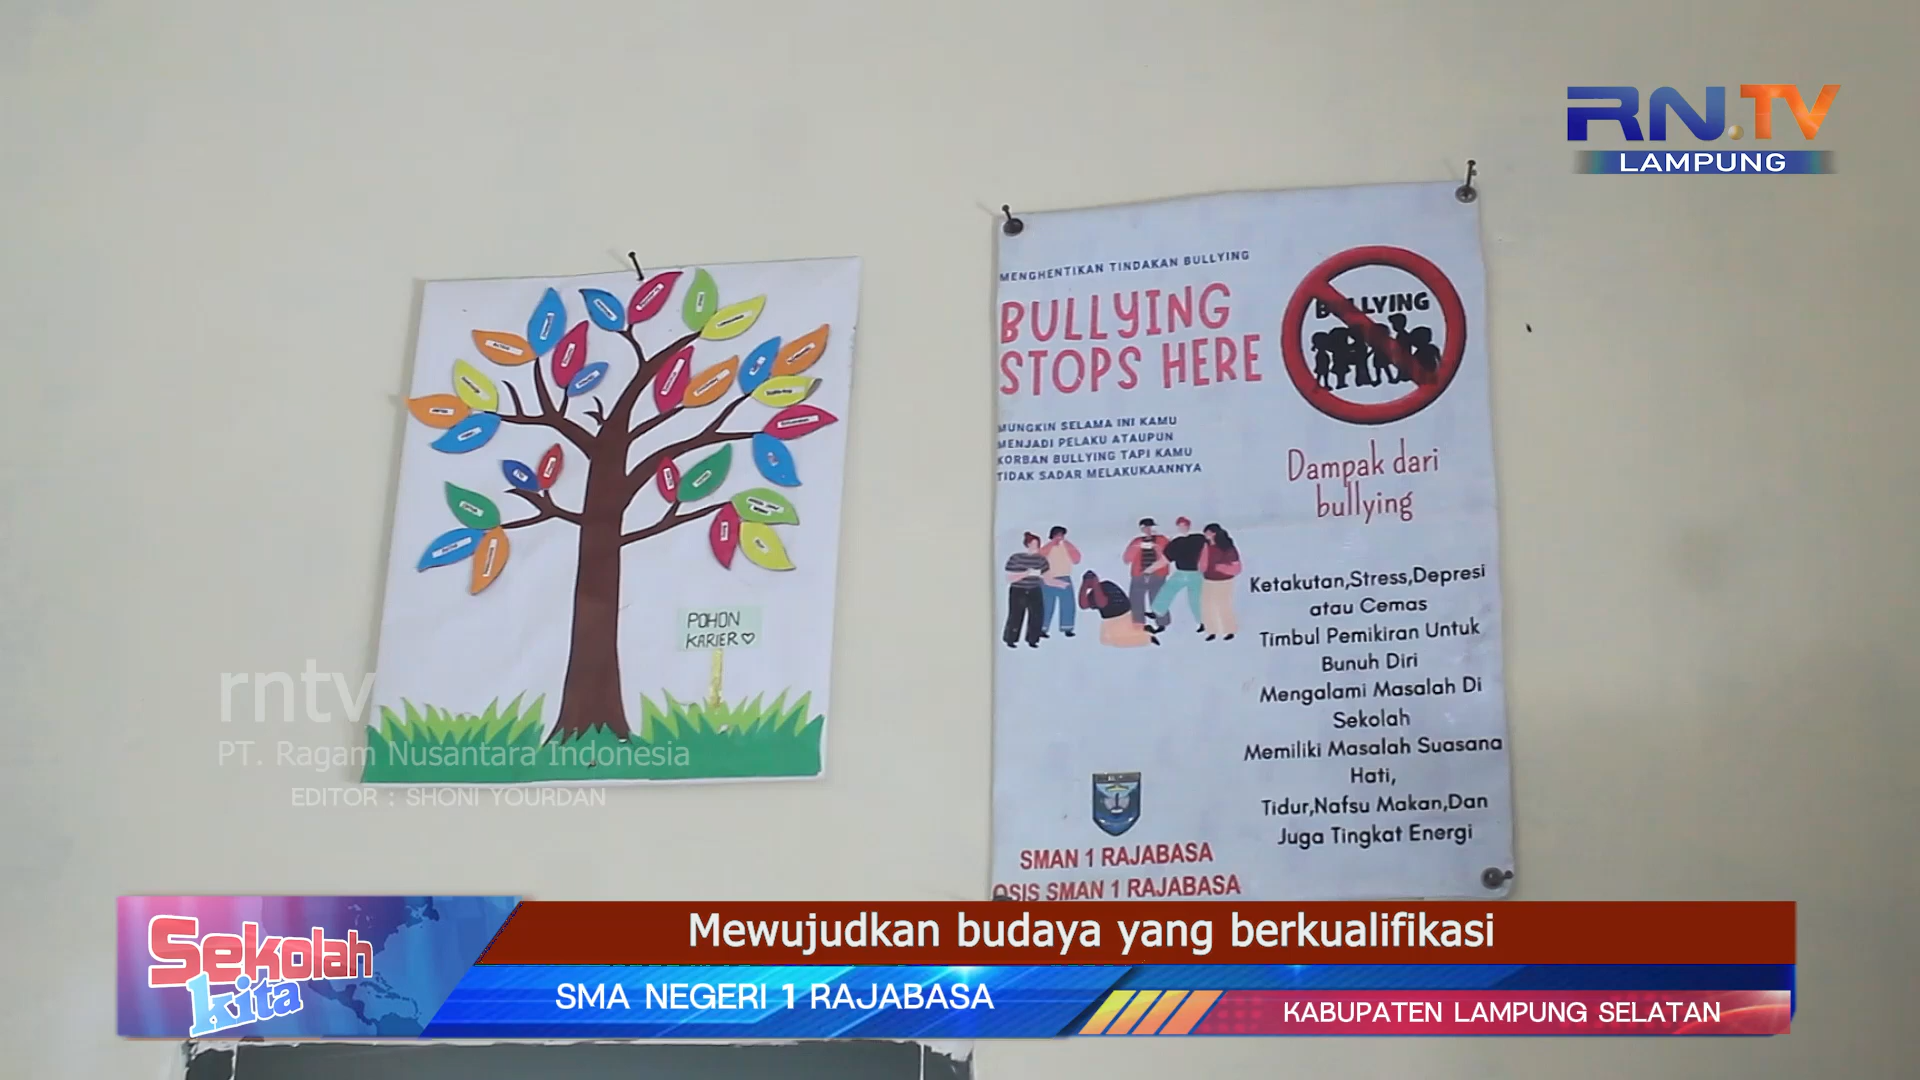 RN.TV
LAMPUNG
MENGHENTIKAN TINDAKAN BULLYING
BULLYING
STOPS HERE
BULLYING
MUNGKIN SELAMA INI KAMU
MENJADI PELAKU ATAUPUN
KORBAN BULLYING TAPI KAMU
TIDAK SADAR MELAKUKAANNYA
Dampak dari
bullying
Ketakutan,Stress,Depresi
atau Cemas
Timbul Pemikiran Untuk
Bunuh Diri
Mengalami Masalah Di
Sekolah
Memiliki Masalah Suasana
Hati,
Tidur,Nafsu Makan,Dan
Juga Tingkat Energi
SMAN 1 RAJABASA
OSIS SMAN 1 RAJABASA
POHON
KARIER
rntv
PT. Ragam Nusantara Indonesia
EDITOR : SHONI YOURDAN
Sekolah
kita
Mewujudkan budaya yang berkualifikasi
SMA NEGERI 1 RAJABASA
KABUPATEN LAMPUNG SELATAN